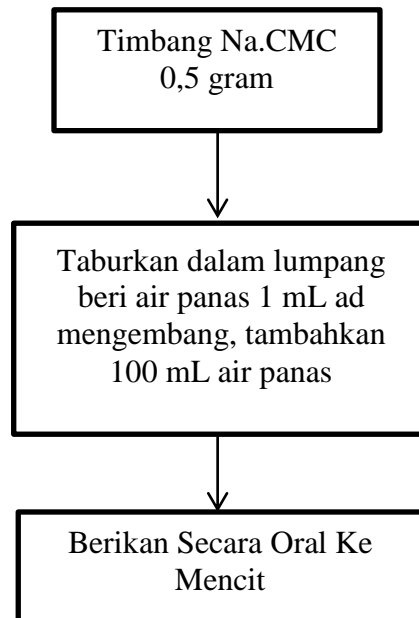 Timbang Na.CMC
0,5 gram
Taburkan dalam lumpang
beri air panas 1 mL ad
mengembang, tambahkan
100 mL air panas
Berikan Secara Oral Ke
Mencit